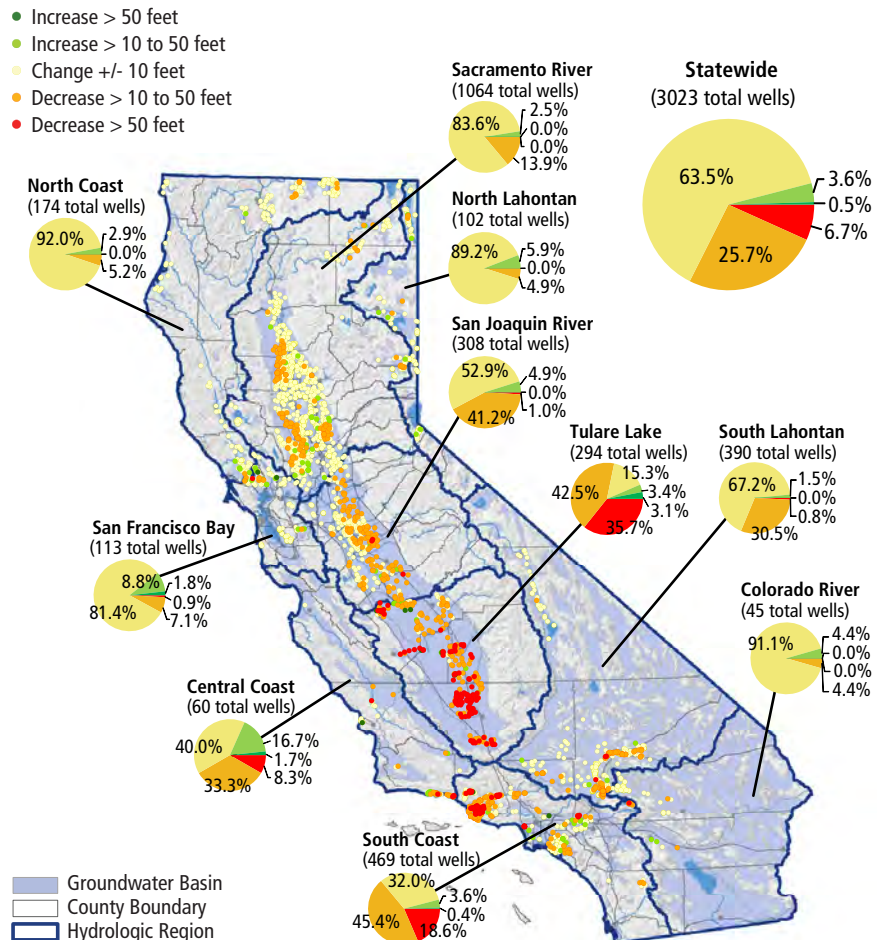 Increase > 50 feet
Increase > 10 to 50 feet
Change +/- 10 feet
Decrease > 10 to 50 feet
Decrease > 50 feet
Sacramento River
(1064 total wells)
83.6%
2.5%
0.0%
0.0%
13.9%
Statewide
(3023 total wells)
63.5%
3.6%
0.5%
6.7%
25.7%
North Coast
(174 total wells)
92.0%
2.9%
0.0%
5.2%
North Lahontan
(102 total wells)
89.2%
5.9%
0.0%
4.9%
San Joaquin River
(308 total wells)
52.9%
4.9%
0.0%
1.0%
41.2%
Tulare Lake
(294 total wells)
15.3%
42.5%
3.4%
3.1%
35.7%
South Lahontan
(390 total wells)
67.2%
1.5%
0.0%
0.8%
30.5%
San Francisco Bay
(113 total wells)
8.8%
1.8%
0.9%
81.4%
7.1%
Colorado River
(45 total wells)
91.1%
4.4%
0.0%
0.0%
4.4%
Central Coast
(60 total wells)
40.0%
16.7%
1.7%
8.3%
33.3%
South Coast
(469 total wells)
32.0%
3.6%
0.4%
45.4%
18.6%
Groundwater Basin
County Boundary
Hydrologic Region